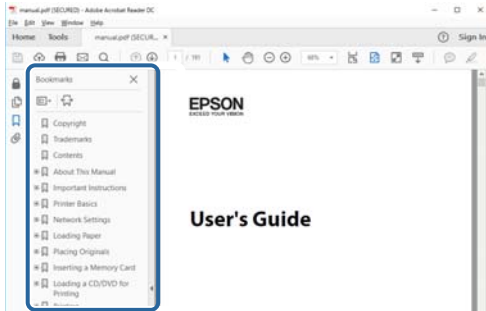 manual.pdf (SECURED) - Adobe Acrobat Reader DC
File Edit View Window Help
Home Tools manual.pdf (SECUR... × Sign In
Bookmarks
Copyright
Trademarks
Contents
About This Manual
Important Instructions
Printer Basics
Network Settings
Loading Paper
Placing Originals
Inserting a Memory Card
Loading a CD/DVD for
Printing
EPSON
EXCEED YOUR VISION
User's Guide